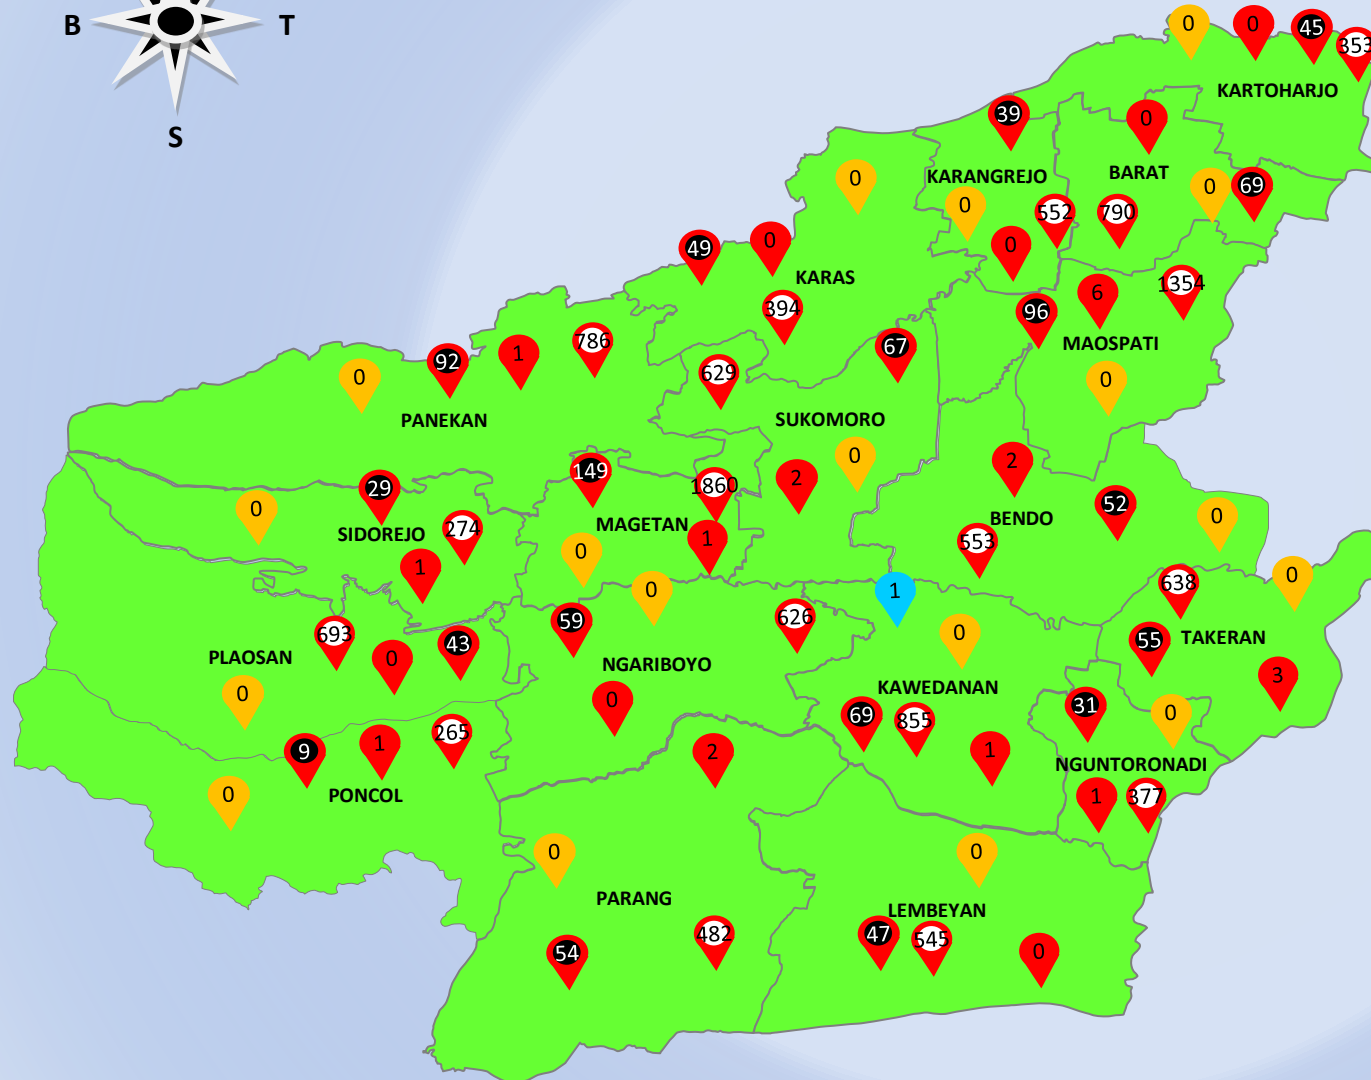 B T
S
0 0 45 353
KARTOHARJO
39 0
KARANGREJO BARAT
0 0 552 790 0 69
49 0 0
KARAS
394
96 6 1354
MAOSPATI
0
67
92 1 786
0
PANEKAN
629
SUKOMORO
0
2
149 1860
MAGETAN
0 1
29
0
SIDOREJO 274
1
2
BENDO 52
553 0
1
638 0
55 TAKERAN
3
693 0 43
PLAOSAN
0
59 0 626
NGARIBOYO
0
0
KAWEDANAN
69 855 1
31 0
NGUNTORONADI
1 377
9 1 265
0 PONCOL
2
0
PARANG
54 482
0
LEMBEYAN
47 545 0